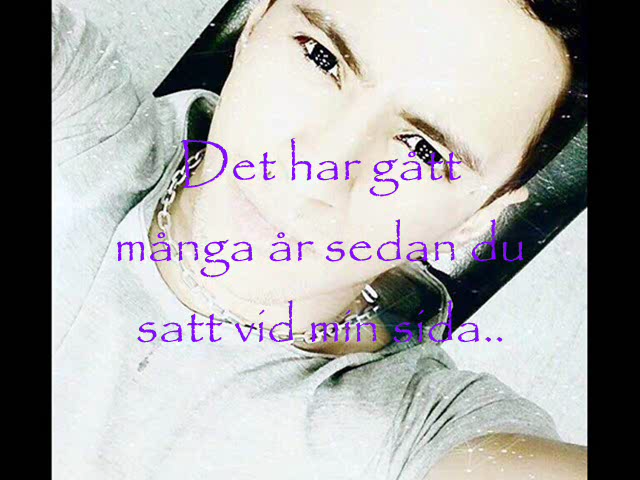 Det har gått
många år sedan du
satt vid min sida..